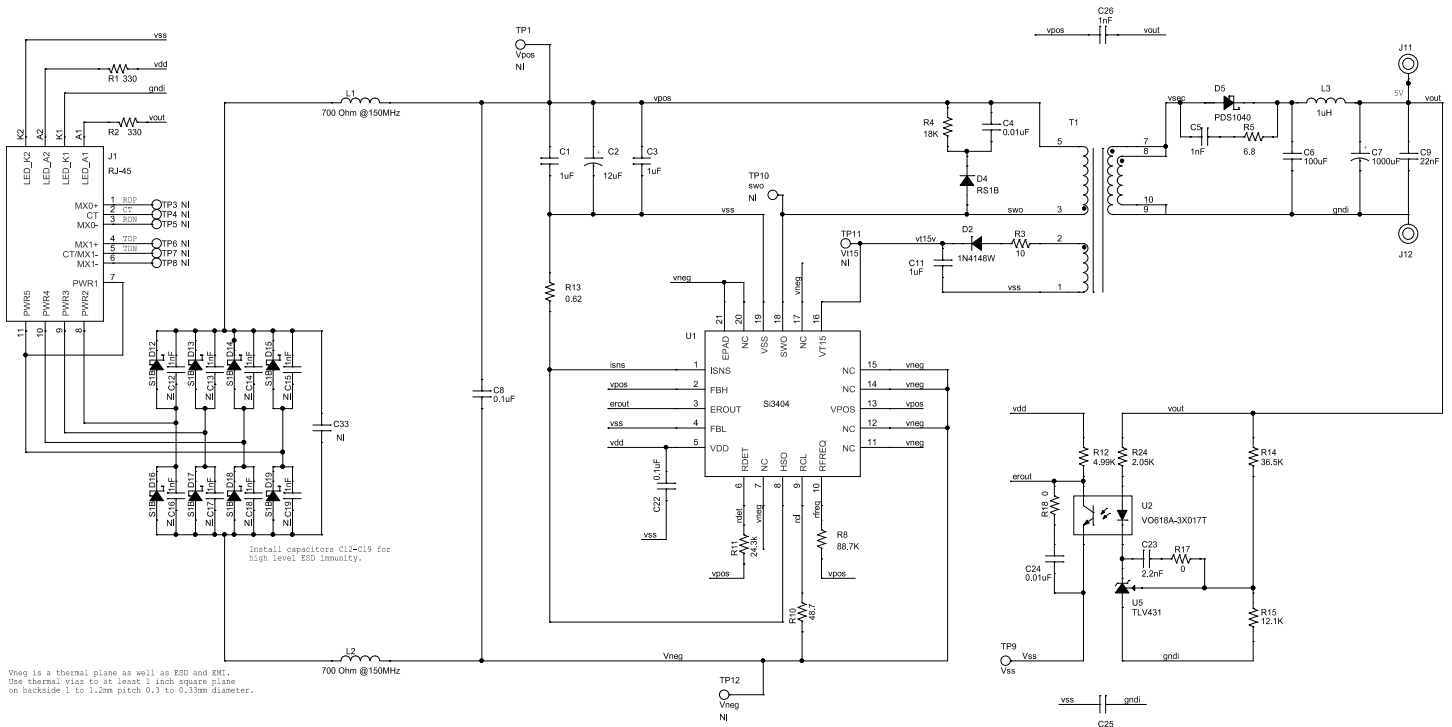 C26
1nF
vpos
vout
TP1
Vpos
NI
vss
vdd
R1 330
gndi
vout
R2 330
K2
A2
K1
A1
LED_K2
LED_A2
LED_K1
LED_A1
J1
RJ-45
MX0+ 1 RDP TP3 NI
CT 2 CT TP4 NI
MX0- 3 RDN TP5 NI
MX1+ 4 TDP TP6 NI
CT/MX1- 5 TDN TP7 NI
MX1- 6 TP8 NI
7
PWR1
PWR5
PWR4
PWR3
PWR2
11
10
9
8
L1
700 Ohm @150MHz
vpos
C1
1uF
C2
12uF
C3
1uF
R4
18K
C4
0.01uF
D4
RS1B
TP10
swo
NI
vss
swo
T1
5
3
2
1
7
8
10
9
vsec
D5
PDS1040
C5
1nF
R5
6.8
L3
1uH
C6
100uF
C7
1000uF
C9
22nF
J11
5V
vout
gndi
J12
TP11
Vt15
NI
vt15v
D2
1N4148W
R3
10
C11
1uF
vss
R13
0.62
vneg
vneg
21
20
19
18
17
16
U1
EPAD
NC
VSS
SWO
NC
VT15
isns 1 ISNS
vpos 2 FBH
erout 3 EROUT
vss 4 FBL
vdd 5 VDD
Si3404
NC 15 vneg
NC 14 vneg
VPOS 13 vpos
NC 12 vneg
NC 11 vneg
RDET
NC
HSO
RCL
RFREQ
6
7
8
9
10
rdet
vneg
rcl
rfreq
C22
0.1uF
vss
R11
24.3k
vpos
R8
88.7K
vpos
R10
48.7
C8
0.1uF
S1B
D12
1nF
C12
NI
S1B
D13
1nF
C13
NI
S1B
D14
1nF
C14
NI
S1B
D15
1nF
C15
NI
C33
NI
S1B
D16
1nF
C16
NI
S1B
D17
1nF
C17
NI
S1B
D18
1nF
C18
NI
S1B
D19
1nF
C19
NI
Install capacitors C12-C19 for
high level ESD immunity.
vdd
vout
R12
4.99K
R24
2.05K
R14
36.5K
erout
R18 0
U2
VO618A-3X017T
C23
2.2nF
R17
0
C24
0.01uF
U5
TLV431
R15
12.1K
TP9
Vss
Vss
gndi
L2
700 Ohm @150MHz
Vneg
TP12
Vneg
NI
Vneg is a thermal plane as well as ESD and EMI.
Use thermal vias to at least 1 inch square plane
on backside 1 to 1.2mm pitch 0.3 to 0.33mm diameter.
vss
gndi
C25